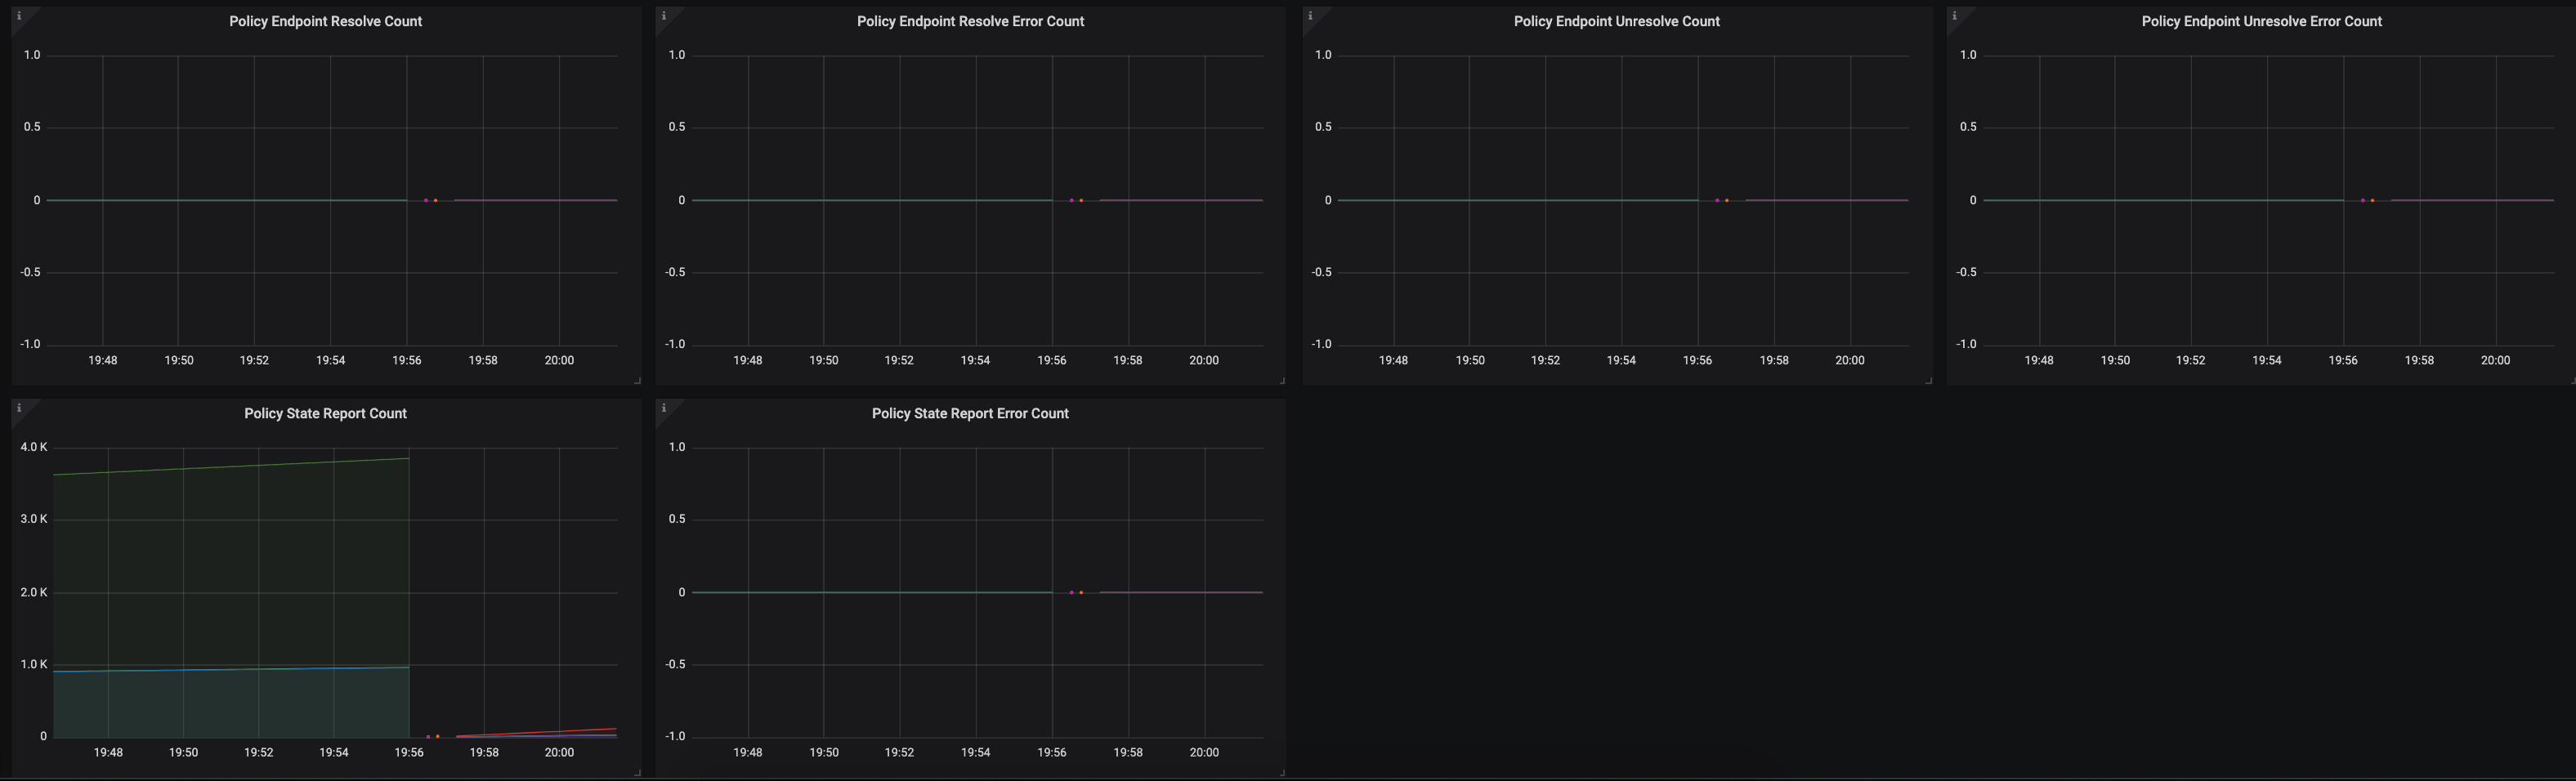 Policy Endpoint Resolve Count
1.0
0.5
0
-0.5
-1.0
19:48 19:50 19:52 19:54 19:56 19:58 20:00
Policy Endpoint Resolve Error Count
1.0
0.5
0
-0.5
-1.0
19:48 19:50 19:52 19:54 19:56 19:58 20:00
Policy Endpoint Unresolve Count
1.0
0.5
0
-0.5
-1.0
19:48 19:50 19:52 19:54 19:56 19:58 20:00
Policy Endpoint Unresolve Error Count
1.0
0.5
0
-0.5
-1.0
19:48 19:50 19:52 19:54 19:56 19:58 20:00
Policy State Report Count
4.0 K
3.0 K
2.0 K
1.0 K
0
19:48 19:50 19:52 19:54 19:56 19:58 20:00
Policy State Report Error Count
1.0
0.5
0
-0.5
-1.0
19:48 19:50 19:52 19:54 19:56 19:58 20:00